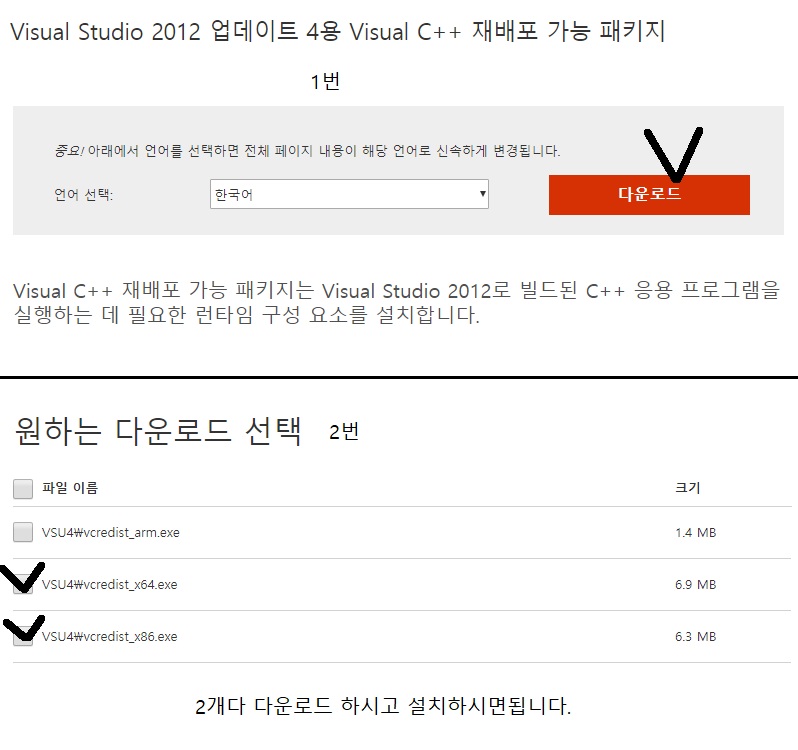 Visual Studio 2012 업데이트 4용 Visual C++ 재배포 가능 패키지
1번
중요! 아래에서 언어를 선택하면 전체 페이지 내용이 해당 언어로 신속하게 변경됩니다.
언어 선택: 한국어 다운로드
Visual C++ 재배포 가능 패키지는 Visual Studio 2012로 빌드된 C++ 응용 프로그램을
실행하는 데 필요한 런타임 구성 요소를 설치합니다.
원하는 다운로드 선택 2번
파일 이름 크기
VSU4₩vcredist_arm.exe 1.4 MB
VSU4₩vcredist_x64.exe 6.9 MB
VSU4₩vcredist_x86.exe 6.3 MB
2개다 다운로드 하시고 설치하시면됩니다.